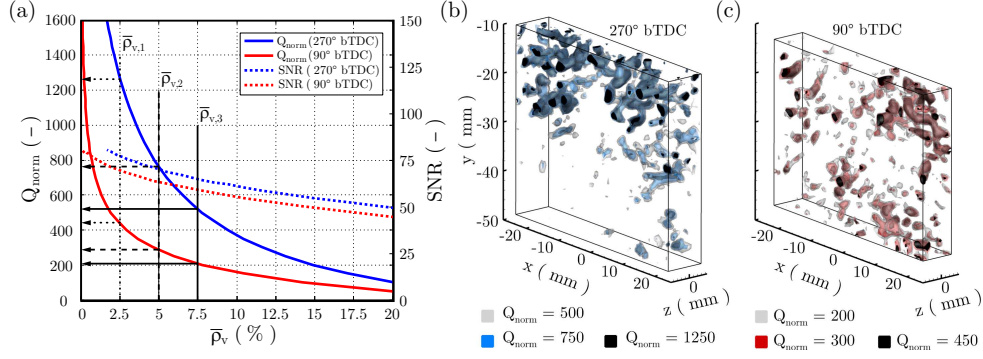 (a)
1600
1400
1200
1000
800
600
400
200
0
Q_norm (−)
0
2.5
5
7.5
10
12.5
15
17.5
20
ρ̅_v ( % )
150
125
100
75
50
25
0
SNR (−)
ρ̅_v,1
ρ̅_v,2
ρ̅_v,3
Q_norm (270° bTDC)
Q_norm (90° bTDC)
SNR ( 270° bTDC)
SNR ( 90° bTDC)
(b)
270° bTDC
-10
-20
-30
-40
-50
y ( mm )
-20
-10
0
10
20
x ( mm )
0
z ( mm )
Q_norm = 500
Q_norm = 750
Q_norm = 1250
(c)
90° bTDC
-20
-10
0
10
20
x ( mm )
0
z ( mm )
Q_norm = 200
Q_norm = 300
Q_norm = 450